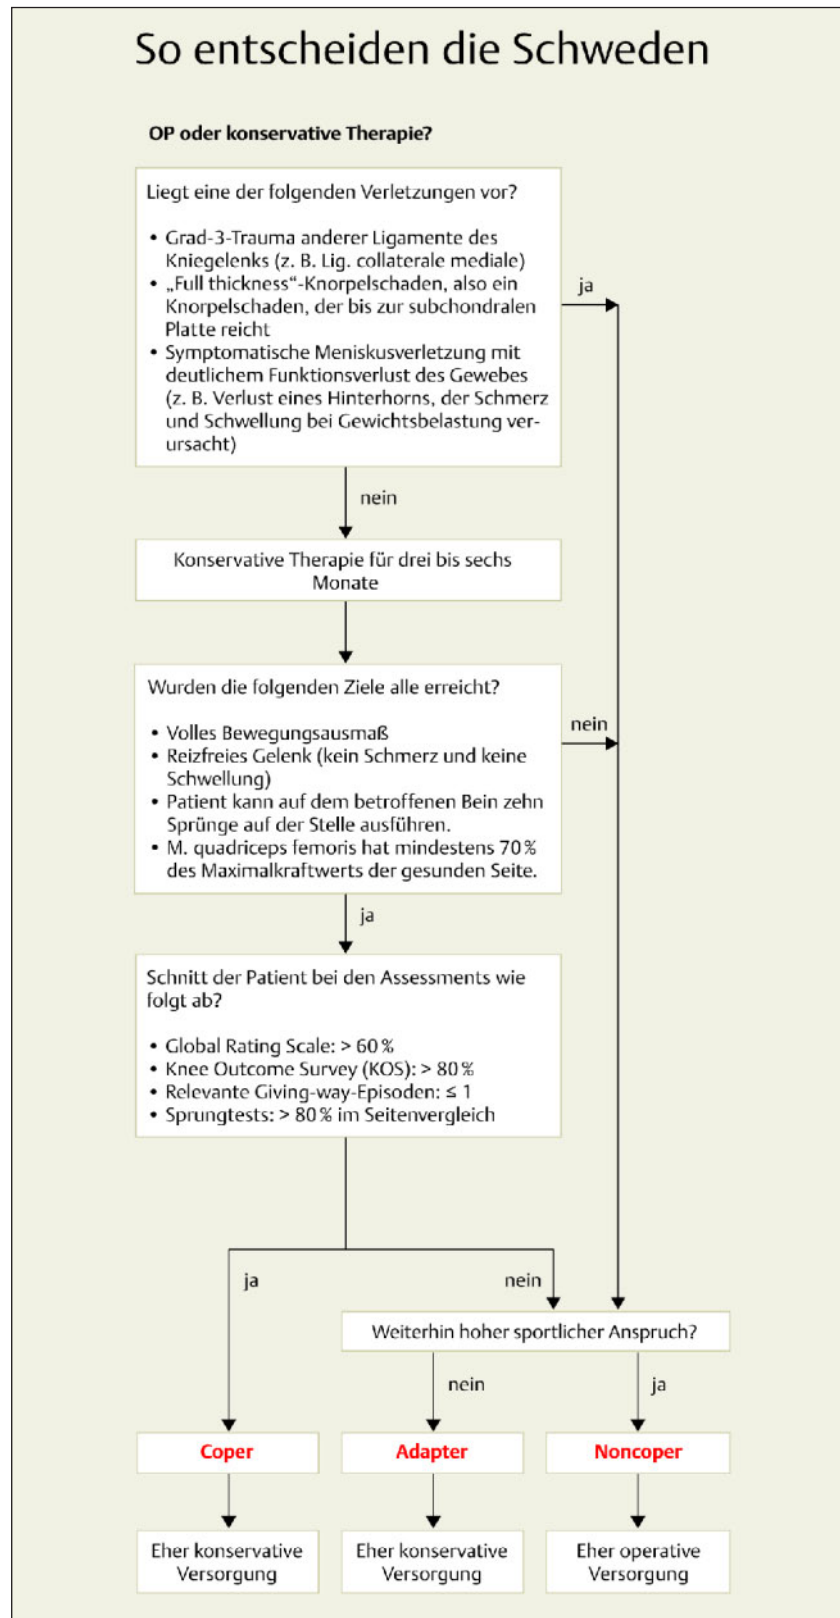 So entscheiden die Schweden
OP oder konservative Therapie?
Liegt eine der folgenden Verletzungen vor?
• Grad-3-Trauma anderer Ligamente des
Kniegelenks (z. B. Lig. collaterale mediale)
• „Full thickness“-Knorpelschaden, also ein
Knorpelschaden, der bis zur subchondralen
Platte reicht
• Symptomatische Meniskusverletzung mit
deutlichem Funktionsverlust des Gewebes
(z. B. Verlust eines Hinterhorns, der Schmerz
und Schwellung bei Gewichtsbelastung ver-
ursacht)
ja
nein
Konservative Therapie für drei bis sechs
Monate
Wurden die folgenden Ziele alle erreicht?
• Volles Bewegungsausmaß
• Reizfreies Gelenk (kein Schmerz und keine
Schwellung)
• Patient kann auf dem betroffenen Bein zehn
Sprünge auf der Stelle ausführen.
• M. quadriceps femoris hat mindestens 70 %
des Maximalkraftwerts der gesunden Seite.
nein
ja
Schnitt der Patient bei den Assessments wie
folgt ab?
• Global Rating Scale: > 60 %
• Knee Outcome Survey (KOS): > 80 %
• Relevante Giving-way-Episoden: ≤ 1
• Sprungtests: > 80 % im Seitenvergleich
ja
nein
Weiterhin hoher sportlicher Anspruch?
nein
ja
Coper
Adapter
Noncoper
Eher konservative
Versorgung
Eher konservative
Versorgung
Eher operative
Versorgung